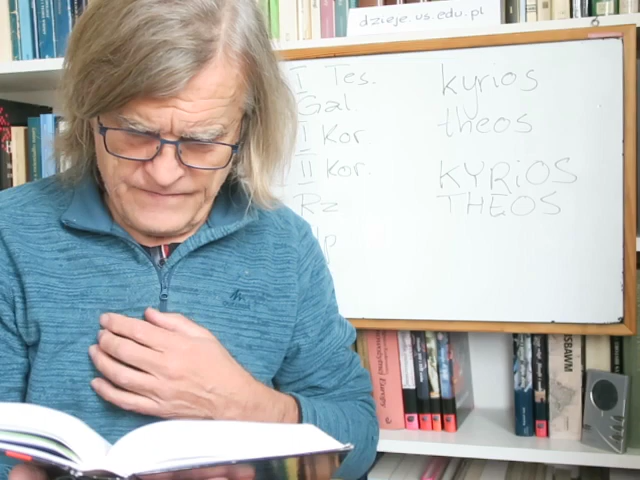 dzieje.us.edu.pl
I Tes.
Gal
I Kor
II Kor.
Rz
kyrios
theos
KYRiOS
THEOS